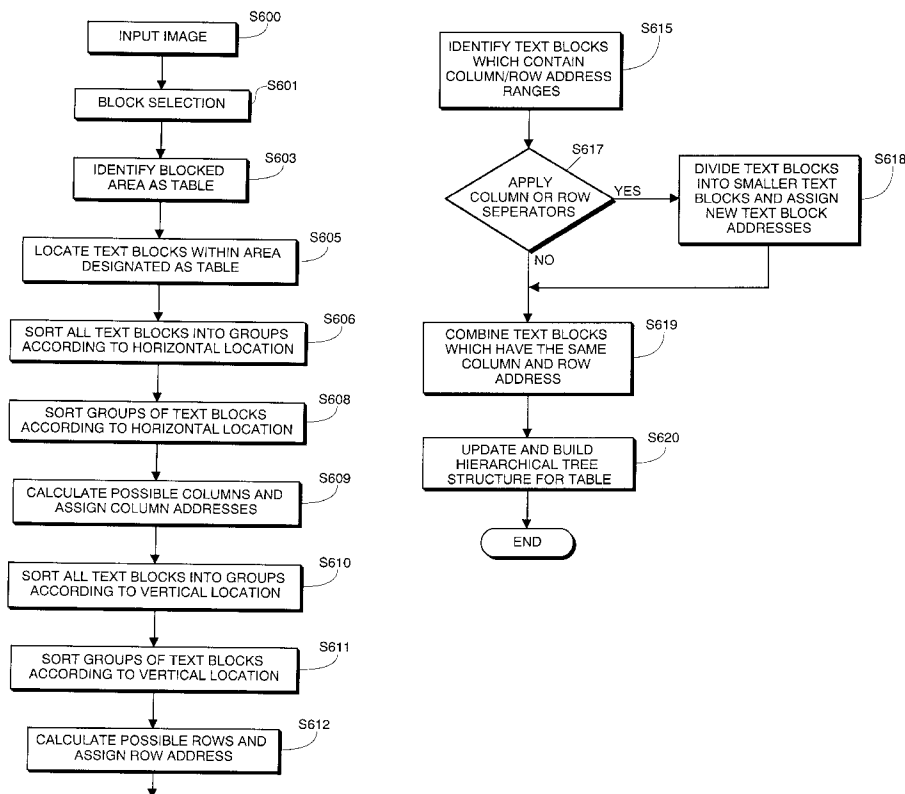 S600
INPUT IMAGE
S601
BLOCK SELECTION
S603
IDENTIFY BLOCKED
AREA AS TABLE
S605
LOCATE TEXT BLOCKS WITHIN AREA
DESIGNATED AS TABLE
S606
SORT ALL TEXT BLOCKS INTO GROUPS
ACCORDING TO HORIZONTAL LOCATION
S608
SORT GROUPS OF TEXT BLOCKS
ACCORDING TO HORIZONTAL LOCATION
S609
CALCULATE POSSIBLE COLUMNS AND
ASSIGN COLUMN ADDRESSES
S610
SORT ALL TEXT BLOCKS INTO GROUPS
ACCORDING TO VERTICAL LOCATION
S611
SORT GROUPS OF TEXT BLOCKS
ACCORDING TO VERTICAL LOCATION
S612
CALCULATE POSSIBLE ROWS AND
ASSIGN ROW ADDRESS
S615
IDENTIFY TEXT BLOCKS
WHICH CONTAIN
COLUMN/ROW ADDRESS
RANGES
S617
APPLY
COLUMN OR ROW
SEPERATORS
YES
NO
S618
DIVIDE TEXT BLOCKS
INTO SMALLER TEXT
BLOCKS AND ASSIGN
NEW TEXT BLOCK
ADDRESSES
S619
COMBINE TEXT BLOCKS
WHICH HAVE THE SAME
COLUMN AND ROW
ADDRESS
S620
UPDATE AND BUILD
HIERARCHICAL TREE
STRUCTURE FOR TABLE
END